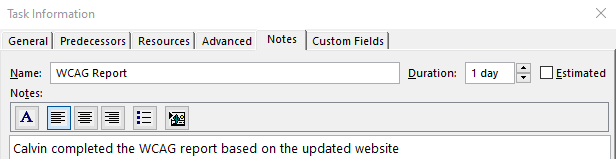 Task Information
General Predecessors Resources Advanced Notes Custom Fields
Name: WCAG Report Duration: 1 day Estimated
Notes:
A
Calvin completed the WCAG report based on the updated website